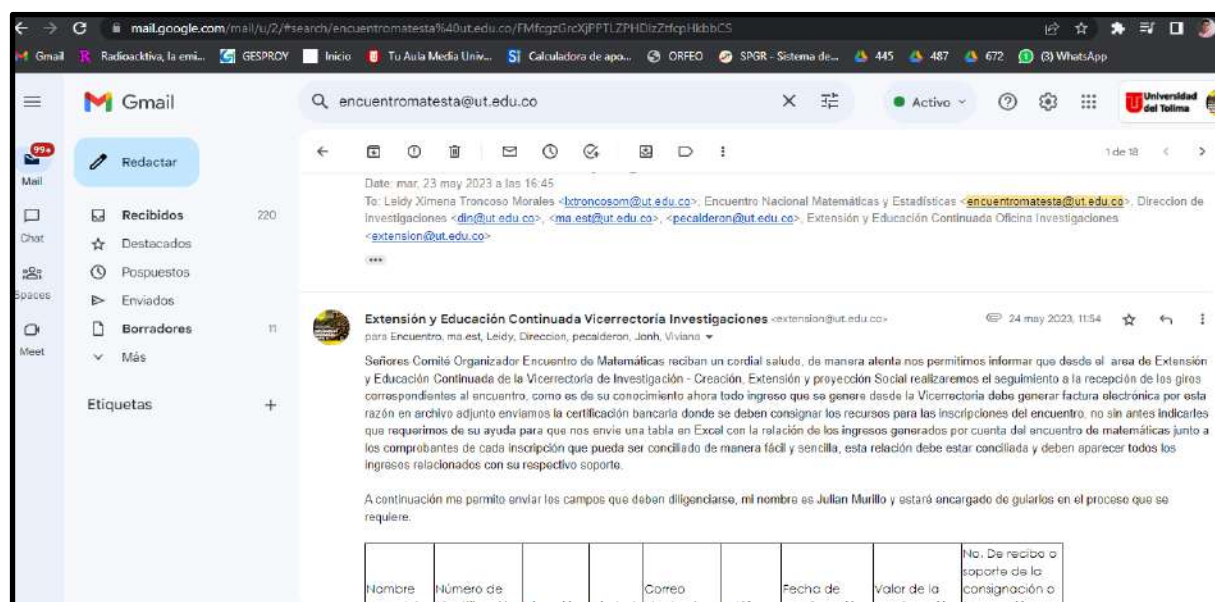 mail.google.com/mail/u/2/#search/encuentromatesta%40ut.edu.co/FMfcgzGrcXjPPTLZPHDlzZtfcpHkbbCS
Gmail Radioacktiva, la emi... GESPROY Inicio Tu Aula Media Univ... Calculadora de apo... ORFEO SPGR - Sistema de... 445 487 672 (3) WhatsApp
Gmail
encuentromatesta@ut.edu.co
Activo
Universidad
del Tolima
99+
Mail
Redactar
1 de 18
Chat
Spaces
Meet
Recibidos 220
Destacados
Pospuestos
Enviados
Borradores 11
Más
Etiquetas +
Date: mar, 23 may 2023 a las 16:45
To: Leidy Ximena Troncoso Morales <lxtroncosom@ut.edu.co>, Encuentro Nacional Matemáticas y Estadísticas <encuentromatesta@ut.edu.co>, Direccion de
Investigaciones <din@ut.edu.co>, <ma.est@ut.edu.co>, <pecalderon@ut.edu.co>, Extensión y Educación Continuada Oficina Investigaciones
<extension@ut.edu.co>
Extensión y Educación Continuada Vicerrectoría Investigaciones <extension@ut.edu.co> 24 may 2023, 11:54
para Encuentro, ma.est, Leidy, Direccion, pecalderon, Jonh, Viviana
Señores Comité Organizador Encuentro de Matemáticas reciban un cordial saludo, de manera atenta nos permitimos informar que desde el area de Extensión
y Educación Continuada de la Vicerrectoría de Investigación - Creación, Extensión y proyección Social realizaremos el seguimiento a la recepción de los giros
correspondientes al encuentro, como es de su conocimiento ahora todo ingreso que se genere desde la Vicerrectoria debe generar factura electrónica por esta
razón en archivo adjunto enviamos la certificación bancaria donde se deben consignar los recursos para las inscripciones del encuentro, no sin antes indicarles
que requerimos de su ayuda para que nos envie una tabla en Excel con la relación de los ingresos generados por cuenta del encuentro de matemáticas junto a
los comprobantes de cada inscripción que pueda ser conciliado de manera fácil y sencilla, esta relación debe estar conciliada y deben aparecer todos los
ingresos relacionados con su respectivo soporte.
A continuación me permito enviar los campos que deben diligenciarse, mi nombre es Julian Murillo y estaré encargado de guiarlos en el proceso que se
requiere.
No. De recibo o
soporte de la
Nombre Número de Correo Fecha de Valor de la consignación o